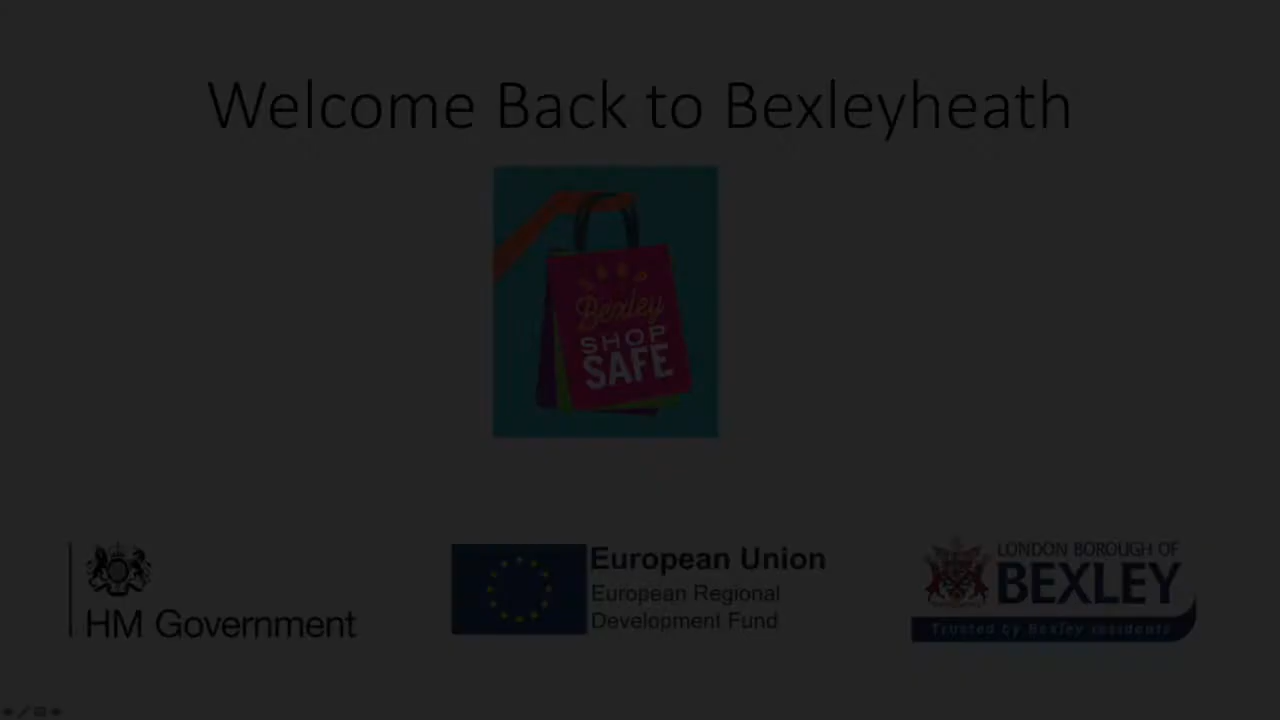 Welcome Back to Bexleyheath
Bexley
SHOP
SAFE
HM Government
European Union
European Regional
Development Fund
LONDON BOROUGH OF
BEXLEY
Trusted by Bexley residents